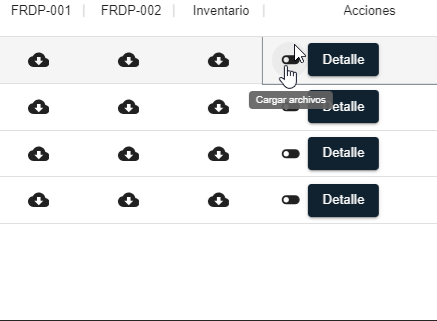 FRDP-001 FRDP-002 Inventario Acciones
Detalle
Cargar archivos
Detalle
Detalle
Detalle